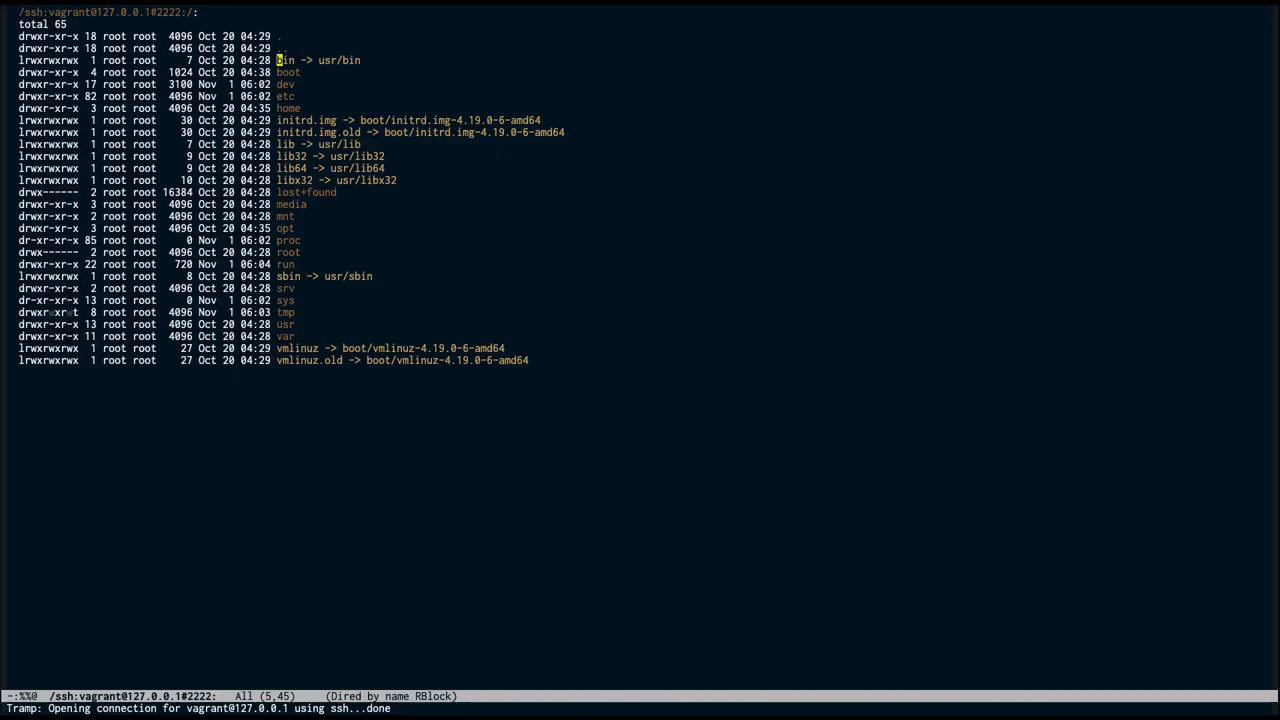 /ssh:vagrant@127.0.0.1#2222:/:
total 65
drwxr-xr-x 18 root root  4096 Oct 20 04:29 .
drwxr-xr-x 18 root root  4096 Oct 20 04:29 ..
lrwxrwxrwx  1 root root     7 Oct 20 04:28 bin -> usr/bin
drwxr-xr-x  4 root root  1024 Oct 20 04:38 boot
drwxr-xr-x 17 root root  3100 Nov  1 06:02 dev
drwxr-xr-x 82 root root  4096 Nov  1 06:02 etc
drwxr-xr-x  3 root root  4096 Oct 20 04:35 home
lrwxrwxrwx  1 root root    30 Oct 20 04:29 initrd.img -> boot/initrd.img-4.19.0-6-amd64
lrwxrwxrwx  1 root root    30 Oct 20 04:29 initrd.img.old -> boot/initrd.img-4.19.0-6-amd64
lrwxrwxrwx  1 root root     7 Oct 20 04:28 lib -> usr/lib
lrwxrwxrwx  1 root root     9 Oct 20 04:28 lib32 -> usr/lib32
lrwxrwxrwx  1 root root     9 Oct 20 04:28 lib64 -> usr/lib64
lrwxrwxrwx  1 root root    10 Oct 20 04:28 libx32 -> usr/libx32
drwx------  2 root root 16384 Oct 20 04:28 lost+found
drwxr-xr-x  3 root root  4096 Oct 20 04:28 media
drwxr-xr-x  2 root root  4096 Oct 20 04:28 mnt
drwxr-xr-x  3 root root  4096 Oct 20 04:35 opt
dr-xr-xr-x 85 root root     0 Nov  1 06:02 proc
drwx------  2 root root  4096 Oct 20 04:28 root
drwxr-xr-x 22 root root   720 Nov  1 06:04 run
lrwxrwxrwx  1 root root     8 Oct 20 04:28 sbin -> usr/sbin
drwxr-xr-x  2 root root  4096 Oct 20 04:28 srv
dr-xr-xr-x 13 root root     0 Nov  1 06:02 sys
drwxrwxrwt  8 root root  4096 Nov  1 06:03 tmp
drwxr-xr-x 13 root root  4096 Oct 20 04:28 usr
drwxr-xr-x 11 root root  4096 Oct 20 04:28 var
lrwxrwxrwx  1 root root    27 Oct 20 04:29 vmlinuz -> boot/vmlinuz-4.19.0-6-amd64
lrwxrwxrwx  1 root root    27 Oct 20 04:29 vmlinuz.old -> boot/vmlinuz-4.19.0-6-amd64
-:%%@  /ssh:vagrant@127.0.0.1#2222:   All (5,45)     (Dired by name RBlock)
Tramp: Opening connection for vagrant@127.0.0.1 using ssh...done